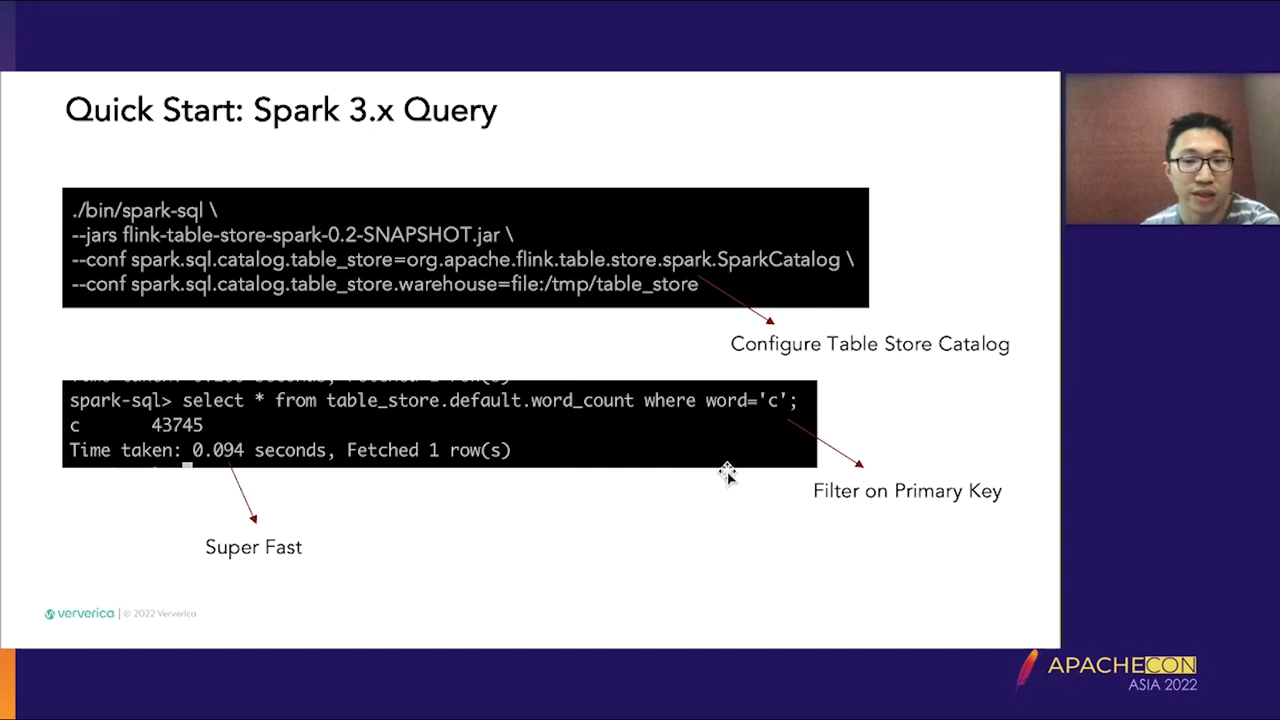 Quick Start: Spark 3.x Query
./bin/spark-sql \
--jars flink-table-store-spark-0.2-SNAPSHOT.jar \
--conf spark.sql.catalog.table_store=org.apache.flink.table.store.spark.SparkCatalog \
--conf spark.sql.catalog.table_store.warehouse=file:/tmp/table_store
Configure Table Store Catalog
spark-sql> select * from table_store.default.word_count where word='c';
c 43745
Time taken: 0.094 seconds, Fetched 1 row(s)
Filter on Primary Key
Super Fast
ververica | © 2022 Ververica
APACHECON
ASIA 2022